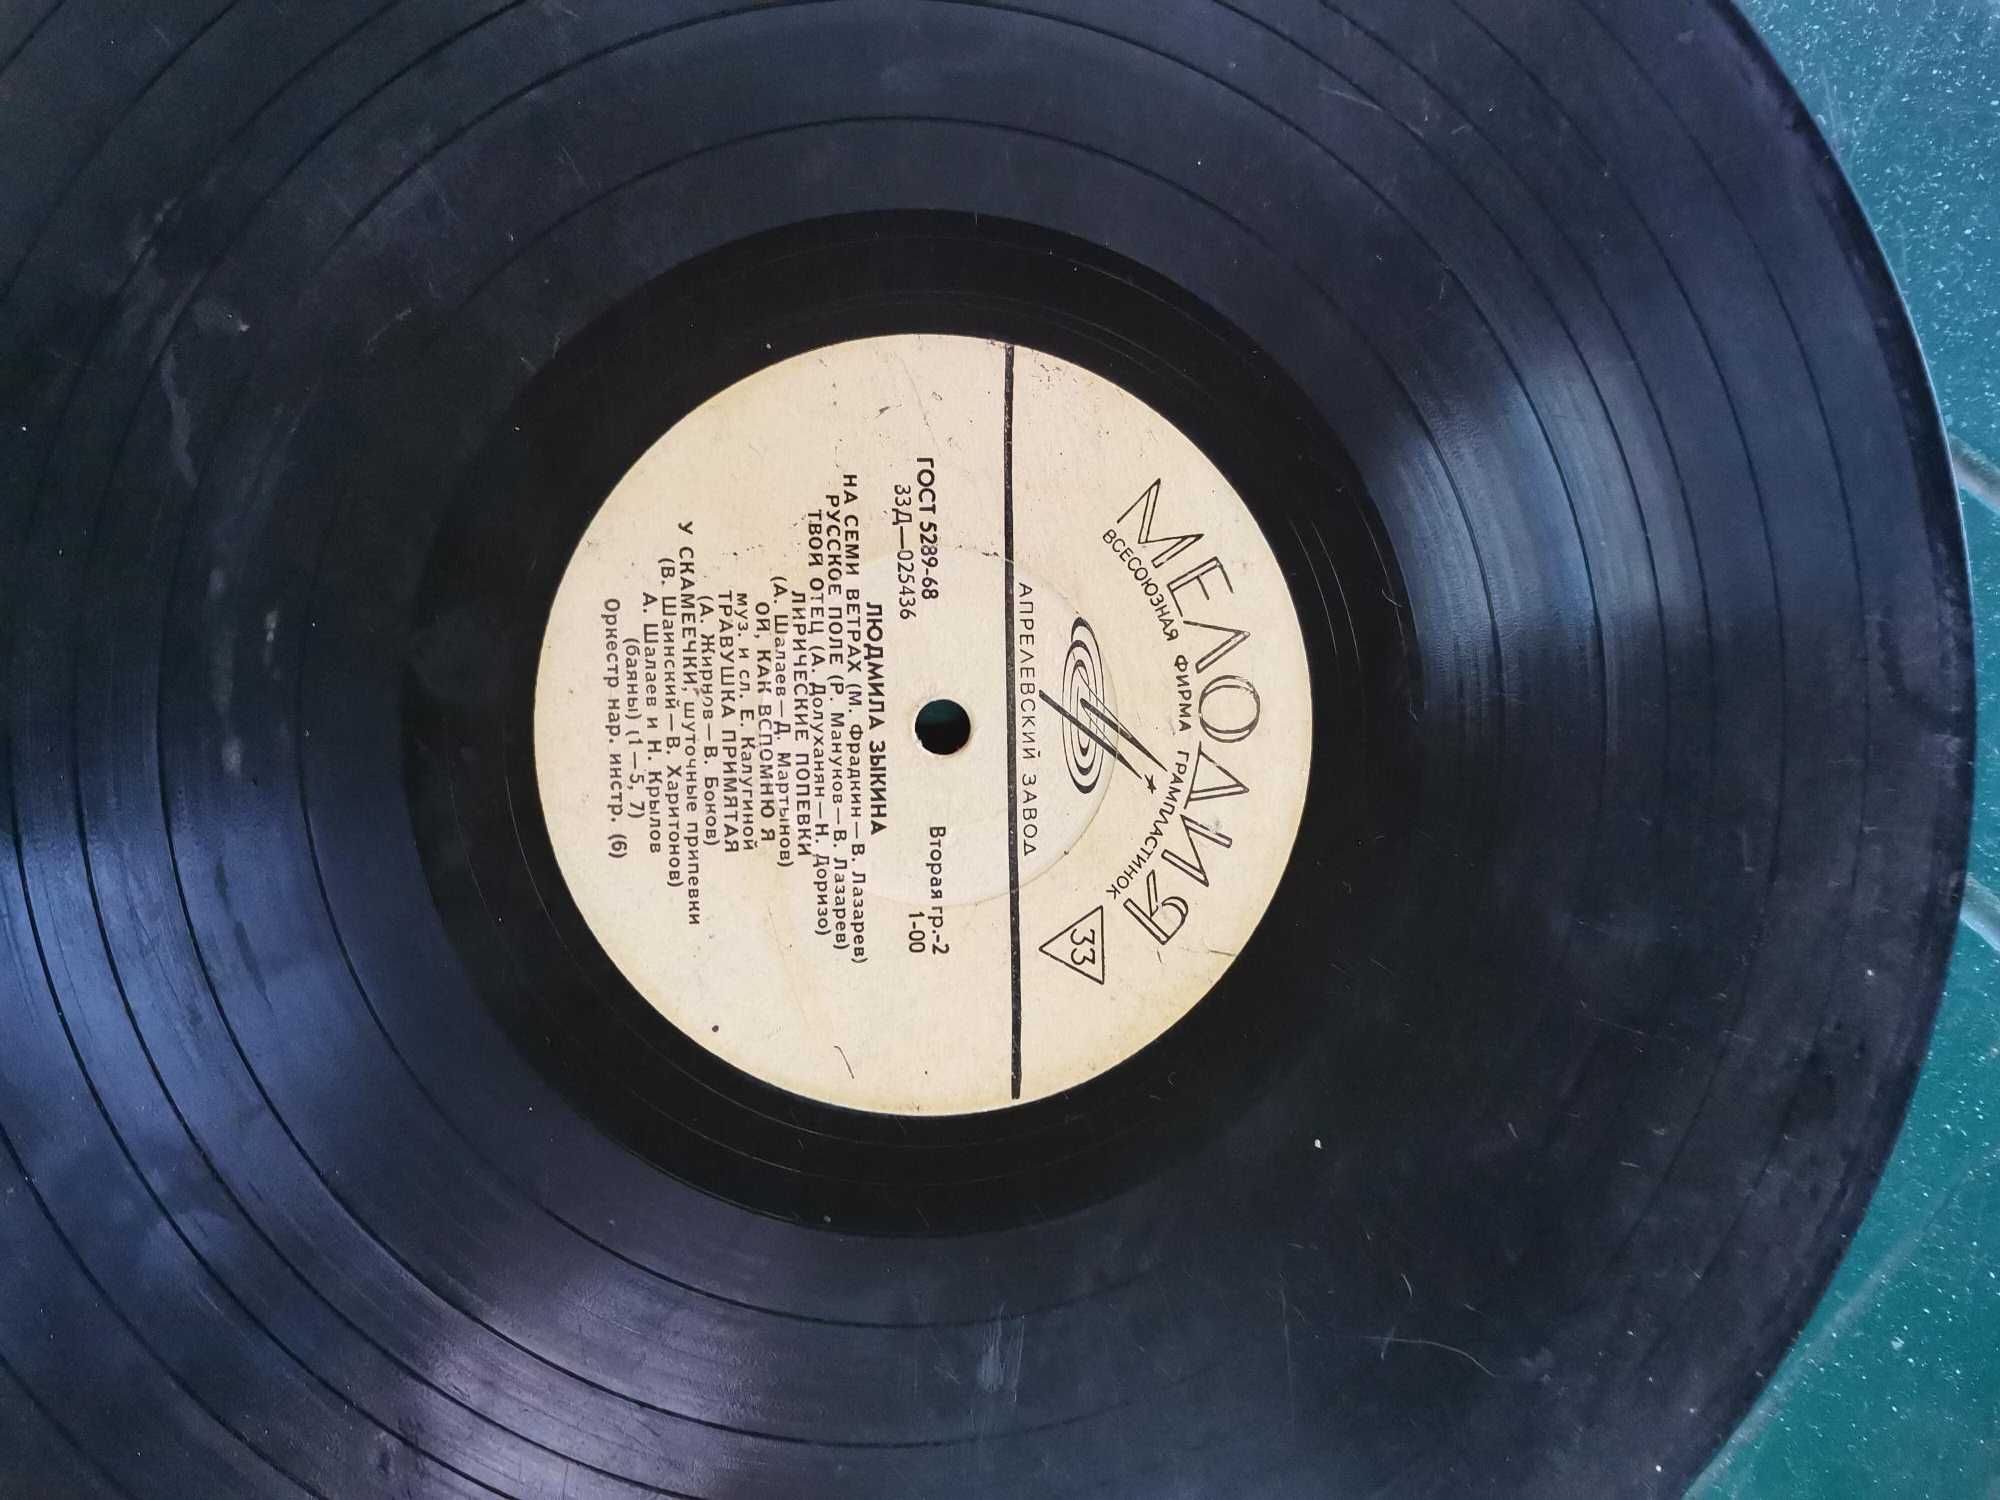 МЕЛОДИЯ
ВСЕСОЮЗНАЯ ФИРМА ГРАМПЛАСТИНОК
33
АПРЕЛЕВСКИЙ ЗАВОД
ГОСТ 5289-68
Вторая гр.-2
33Д—025436
1-00
ЛЮДМИЛА ЗЫКИНА
НА СЕМИ ВЕТРАХ (М. Фрадкин—В. Лазарев)
РУССКОЕ ПОЛЕ (Р. Мануков—В. Лазарев)
ТВОЙ ОТЕЦ (А. Долуханян—Н. Доризо)
ЛИРИЧЕСКИЕ ПОПЕВКИ
(А. Шалаев—Д. Мартынов)
ОЙ, КАК ВСПОМНЮ Я
муз. и сл. Е. Калугиной
ТРАВУШКА ПРИМЯТАЯ
(А. Жирнов—В. Боков)
У СКАМЕЕЧКИ, шуточные припевки
(В. Шаинский—В. Харитонов)
А. Шалаев и Н. Крылов
(баяны) (1—5, 7)
Оркестр нар. инстр. (6)